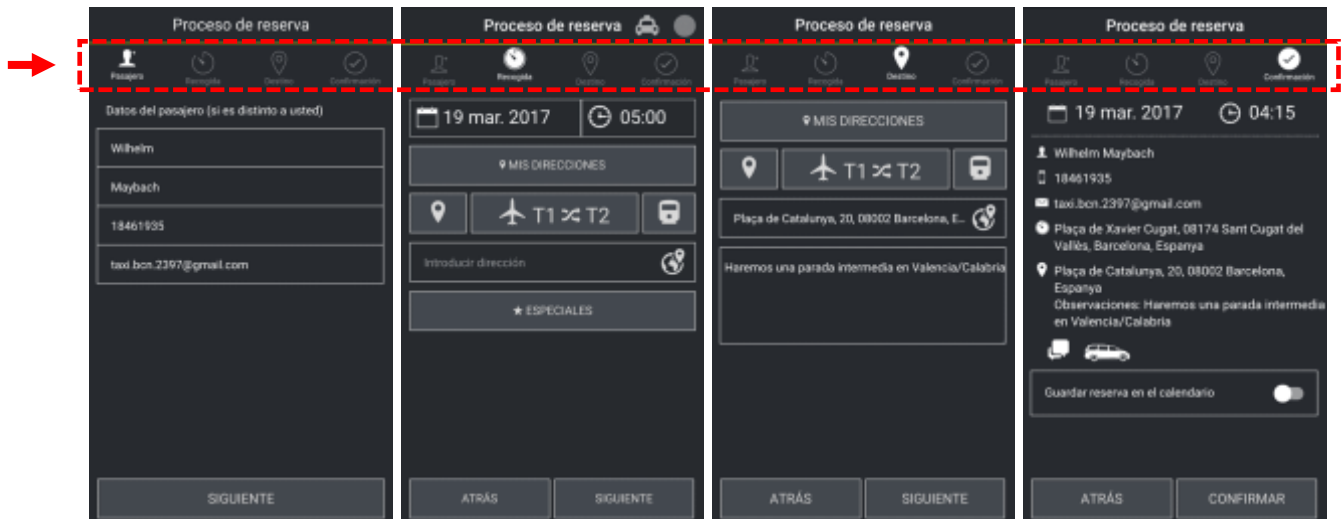 Proceso de reserva
Pasajero Recogida Destino Confirmación
Datos del pasajero (si es distinto a usted)
Wilhelm
Maybach
18461935
taxi.bcn.2397@gmail.com
SIGUIENTE
Proceso de reserva
Pasajero Recogida Destino Confirmación
19 mar. 2017 05:00
MIS DIRECCIONES
T1 T2
Introducir dirección
ESPECIALES
ATRÁS SIGUIENTE
Proceso de reserva
Pasajero Recogida Destino Confirmación
MIS DIRECCIONES
T1 T2
Plaça de Catalunya, 20, 08002 Barcelona, E...
Haremos una parada intermedia en Valencia/Calabria
ATRÁS SIGUIENTE
Proceso de reserva
Pasajero Recogida Destino Confirmación
19 mar. 2017 04:15
Wilhelm Maybach
18461935
taxi.bcn.2397@gmail.com
Plaça de Xavier Cugat, 08174 Sant Cugat del
Vallès, Barcelona, Espanya
Plaça de Catalunya, 20, 08002 Barcelona,
Espanya
Observaciones: Haremos una parada intermedia
en Valencia/Calabria
Guardar reserva en el calendario
ATRÁS CONFIRMAR